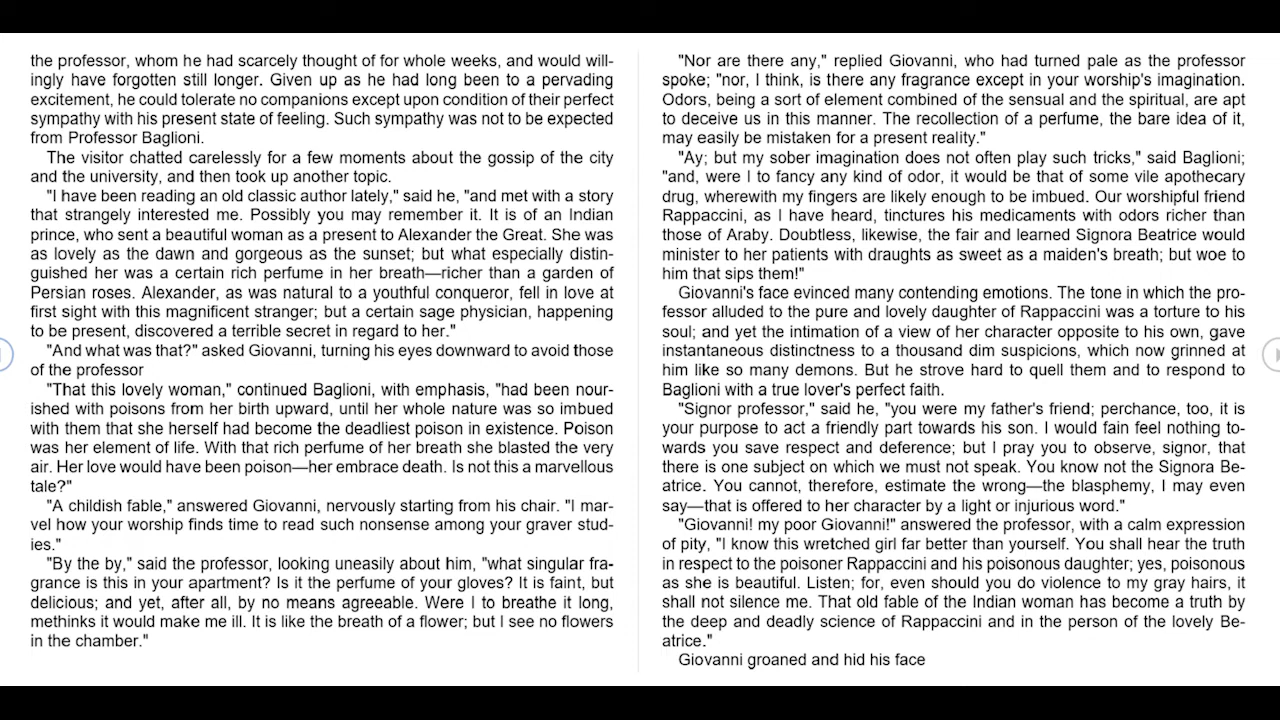 the professor, whom he had scarcely thought of for whole weeks, and would will-
ingly have forgotten still longer. Given up as he had long been to a pervading
excitement, he could tolerate no companions except upon condition of their perfect
sympathy with his present state of feeling. Such sympathy was not to be expected
from Professor Baglioni.
The visitor chatted carelessly for a few moments about the gossip of the city
and the university, and then took up another topic.
"I have been reading an old classic author lately," said he, "and met with a story
that strangely interested me. Possibly you may remember it. It is of an Indian
prince, who sent a beautiful woman as a present to Alexander the Great. She was
as lovely as the dawn and gorgeous as the sunset; but what especially distin-
guished her was a certain rich perfume in her breath—richer than a garden of
Persian roses. Alexander, as was natural to a youthful conqueror, fell in love at
first sight with this magnificent stranger; but a certain sage physician, happening
to be present, discovered a terrible secret in regard to her."
"And what was that?" asked Giovanni, turning his eyes downward to avoid those
of the professor
"That this lovely woman," continued Baglioni, with emphasis, "had been nour-
ished with poisons from her birth upward, until her whole nature was so imbued
with them that she herself had become the deadliest poison in existence. Poison
was her element of life. With that rich perfume of her breath she blasted the very
air. Her love would have been poison—her embrace death. Is not this a marvellous
tale?"
"A childish fable," answered Giovanni, nervously starting from his chair. "I mar-
vel how your worship finds time to read such nonsense among your graver stud-
ies."
"By the by," said the professor, looking uneasily about him, "what singular fra-
grance is this in your apartment? Is it the perfume of your gloves? It is faint, but
delicious; and yet, after all, by no means agreeable. Were I to breathe it long,
methinks it would make me ill. It is like the breath of a flower; but I see no flowers
in the chamber."
"Nor are there any," replied Giovanni, who had turned pale as the professor
spoke; "nor, I think, is there any fragrance except in your worship's imagination.
Odors, being a sort of element combined of the sensual and the spiritual, are apt
to deceive us in this manner. The recollection of a perfume, the bare idea of it,
may easily be mistaken for a present reality."
"Ay; but my sober imagination does not often play such tricks," said Baglioni;
"and, were I to fancy any kind of odor, it would be that of some vile apothecary
drug, wherewith my fingers are likely enough to be imbued. Our worshipful friend
Rappaccini, as I have heard, tinctures his medicaments with odors richer than
those of Araby. Doubtless, likewise, the fair and learned Signora Beatrice would
minister to her patients with draughts as sweet as a maiden's breath; but woe to
him that sips them!"
Giovanni's face evinced many contending emotions. The tone in which the pro-
fessor alluded to the pure and lovely daughter of Rappaccini was a torture to his
soul; and yet the intimation of a view of her character opposite to his own, gave
instantaneous distinctness to a thousand dim suspicions, which now grinned at
him like so many demons. But he strove hard to quell them and to respond to
Baglioni with a true lover's perfect faith.
"Signor professor," said he, "you were my father's friend; perchance, too, it is
your purpose to act a friendly part towards his son. I would fain feel nothing to-
wards you save respect and deference; but I pray you to observe, signor, that
there is one subject on which we must not speak. You know not the Signora Be-
atrice. You cannot, therefore, estimate the wrong—the blasphemy, I may even
say—that is offered to her character by a light or injurious word."
"Giovanni! my poor Giovanni!" answered the professor, with a calm expression
of pity, "I know this wretched girl far better than yourself. You shall hear the truth
in respect to the poisoner Rappaccini and his poisonous daughter; yes, poisonous
as she is beautiful. Listen; for, even should you do violence to my gray hairs, it
shall not silence me. That old fable of the Indian woman has become a truth by
the deep and deadly science of Rappaccini and in the person of the lovely Be-
atrice."
Giovanni groaned and hid his face